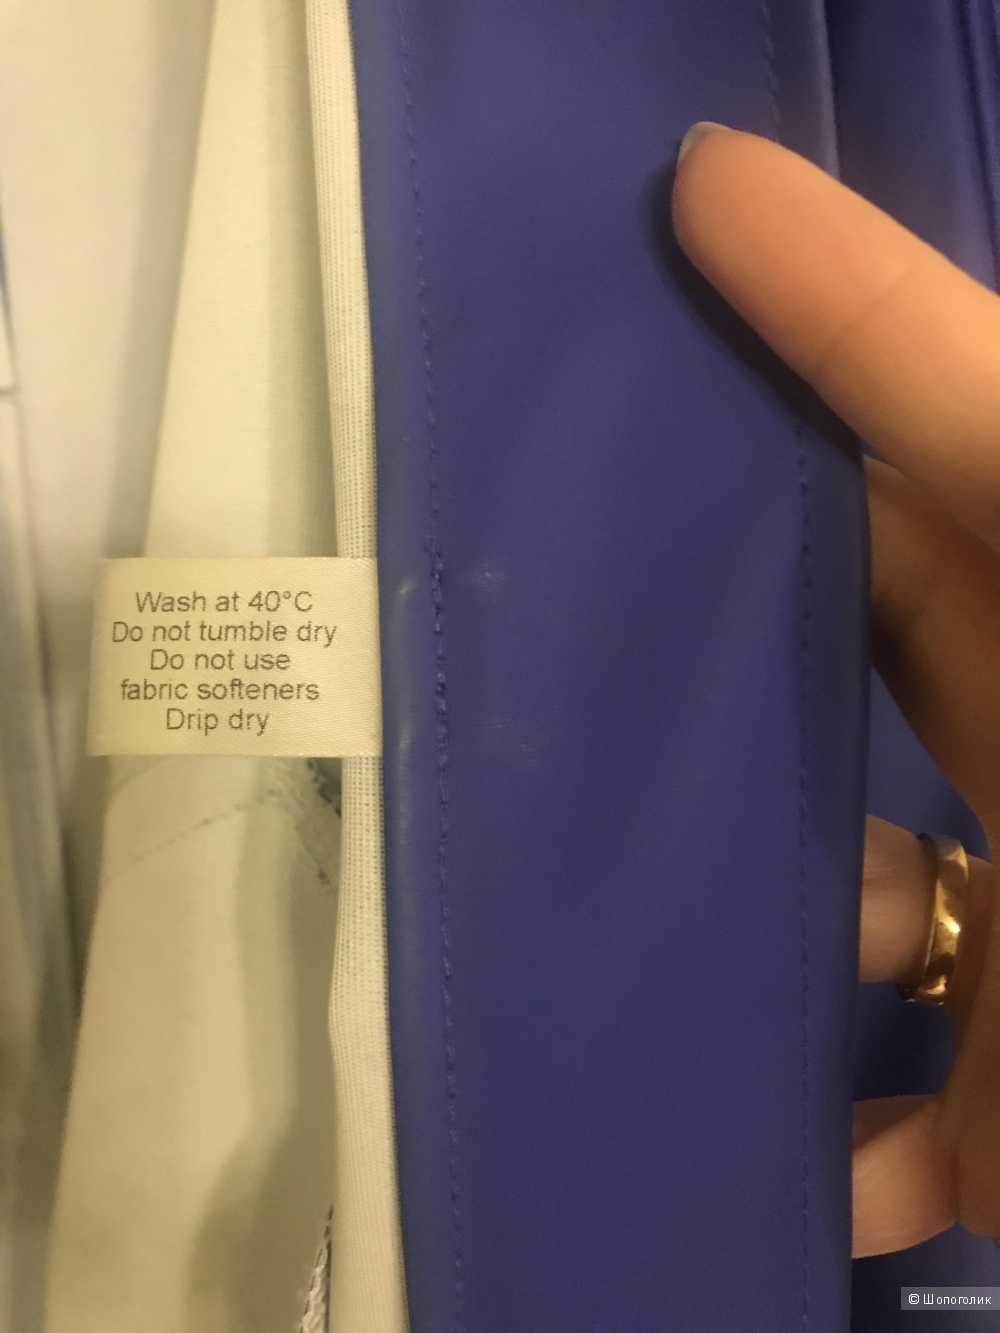 Wash at 40°C
Do not tumble dry
Do not use
fabric softeners
Drip dry
© Шопоголик